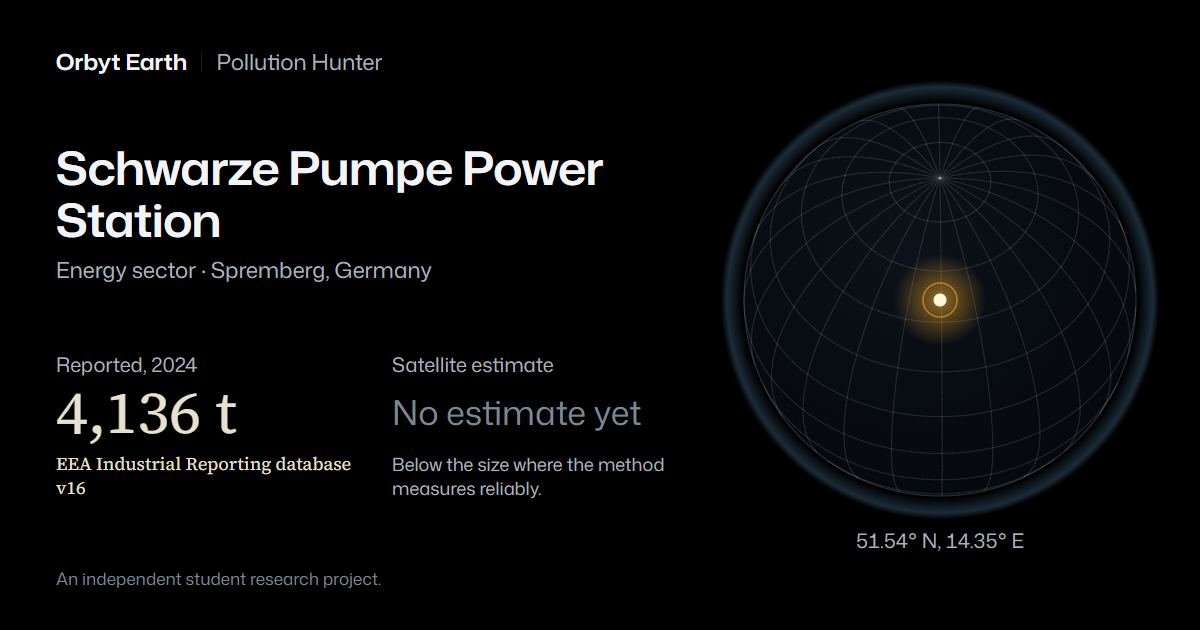 Orbyt Earth | Pollution Hunter
Schwarze Pumpe Power
Station
Energy sector · Spremberg, Germany
Reported, 2024
4,136 t
EEA Industrial Reporting database
v16
Satellite estimate
No estimate yet
Below the size where the method
measures reliably.
51.54° N, 14.35° E
An independent student research project.